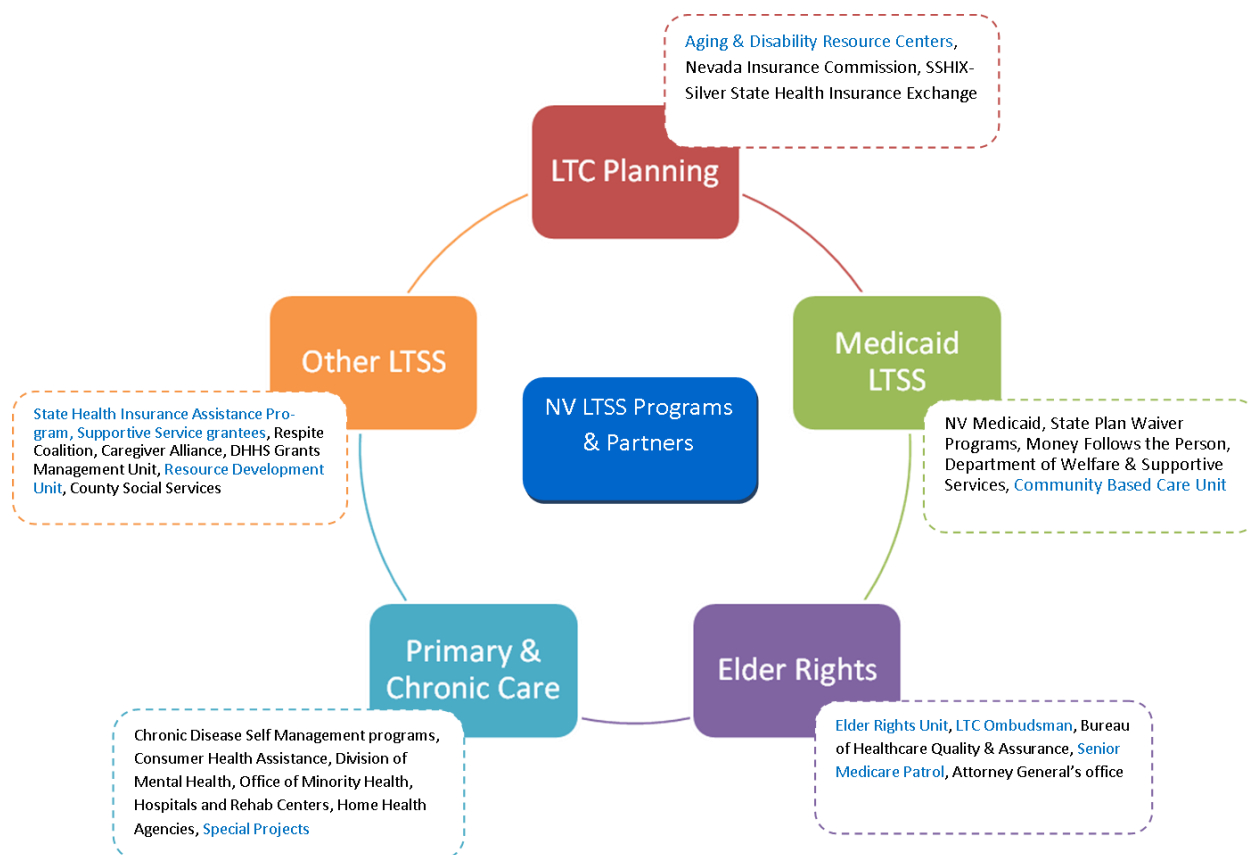 Aging & Disability Resource Centers,
Nevada Insurance Commission, SSHIX-
Silver State Health Insurance Exchange
LTC Planning
Other LTSS
State Health Insurance Assistance Pro-
gram, Supportive Service grantees, Respite
Coalition, Caregiver Alliance, DHHS Grants
Management Unit, Resource Development
Unit, County Social Services
NV LTSS Programs
& Partners
Medicaid
LTSS
NV Medicaid, State Plan Waiver
Programs, Money Follows the Person,
Department of Welfare & Supportive
Services, Community Based Care Unit
Primary &
Chronic Care
Chronic Disease Self Management programs,
Consumer Health Assistance, Division of
Mental Health, Office of Minority Health,
Hospitals and Rehab Centers, Home Health
Agencies, Special Projects
Elder Rights
Elder Rights Unit, LTC Ombudsman, Bureau
of Healthcare Quality & Assurance, Senior
Medicare Patrol, Attorney General’s office